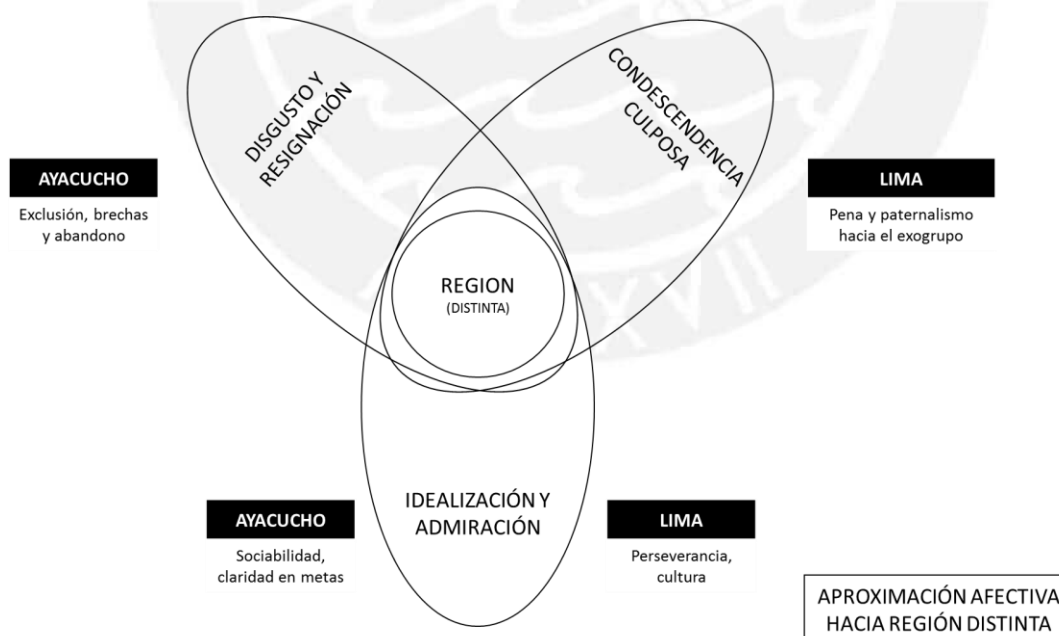 DISGUSTO Y
RESIGNACIÓN
CONDESCENDENCIA
CULPOSA
AYACUCHO
Exclusión, brechas
y abandono
LIMA
Pena y paternalismo
hacia el exogrupo
REGION
(DISTINTA)
XVII
IDEALIZACIÓN Y
ADMIRACIÓN
AYACUCHO
Sociabilidad,
claridad en metas
LIMA
Perseverancia,
cultura
APROXIMACIÓN AFECTIVA
HACIA REGIÓN DISTINTA